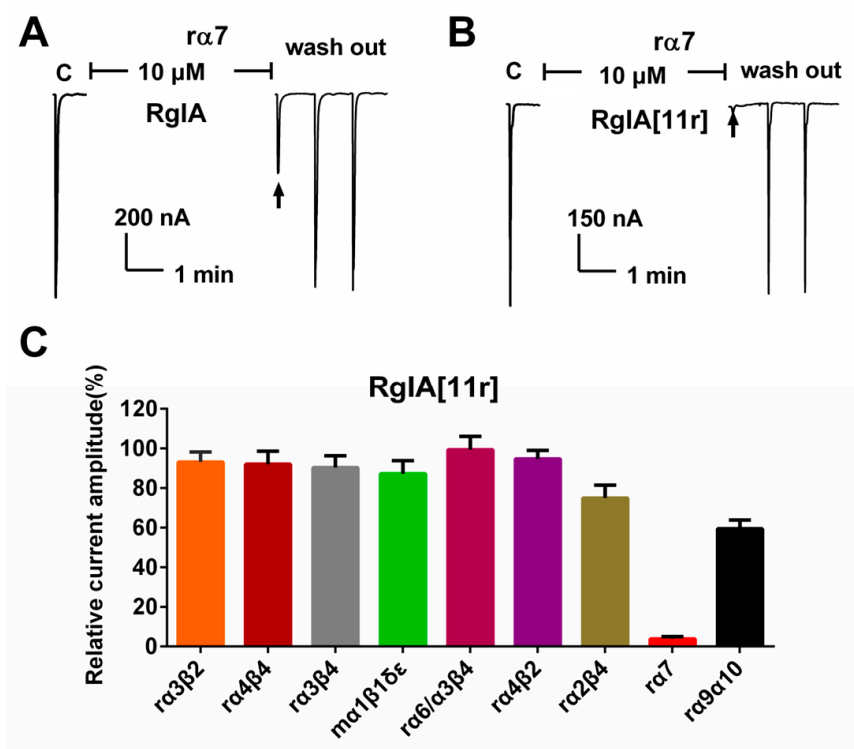 A
rα7
wash out
C
10 µM
RgIA
200 nA
1 min
B
rα7
C
10 µM
wash out
RgIA[11r]
150 nA
1 min
C
RgIA[11r]
Relative current amplitude(%)
120
100
80
60
40
20
0
rα3β2
rα4β4
rα3β4
mα1β1δε
rα6/α3β4
rα4β2
rα2β4
rα7
rα9α10